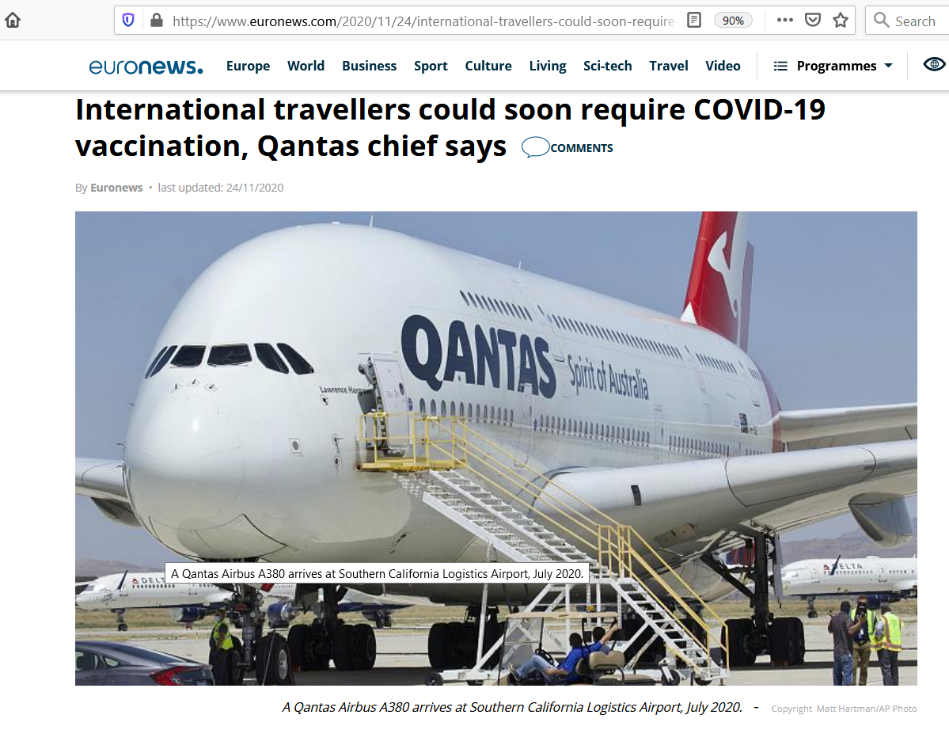 https://www.euronews.com/2020/11/24/international-travellers-could-soon-require
90%
Search
euronews.
Europe World Business Sport Culture Living Sci-tech Travel Video Programmes
International travellers could soon require COVID-19
vaccination, Qantas chief says COMMENTS
By Euronews • last updated: 24/11/2020
QANTAS
Spirit of Australia
Lawrence
A Qantas Airbus A380 arrives at Southern California Logistics Airport, July 2020.
DELTA
DELTA
A Qantas Airbus A380 arrives at Southern California Logistics Airport, July 2020. - Copyright Matt Hartman/AP Photo